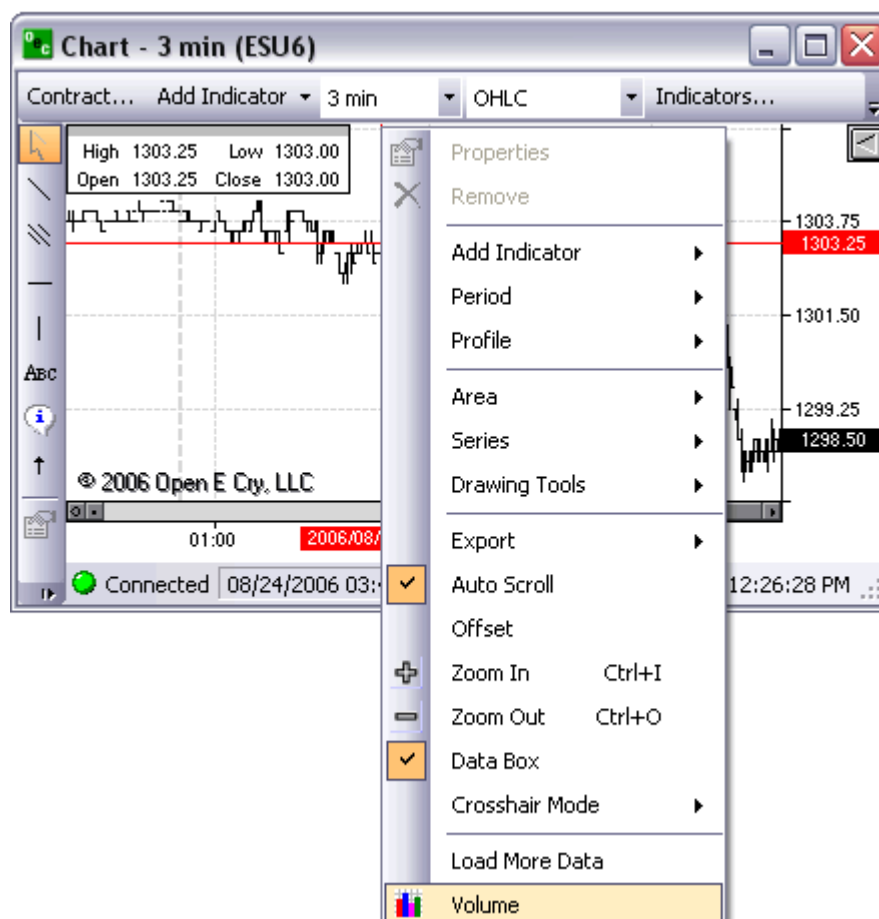 Oec Chart - 3 min (ESU6)
Contract... Add Indicator 3 min OHLC Indicators...
High 1303.25 Low 1303.00
Open 1303.25 Close 1303.00
Properties
Remove
1303.75
1303.25
Add Indicator
Period
1301.50
Profile
ABC
Area
1299.25
Series
1298.50
Drawing Tools
© 2006 Open E Cry, LLC
Export
01:00 2006/08/
Connected 08/24/2006 03: Auto Scroll 12:26:28 PM
Offset
Zoom In Ctrl+I
Zoom Out Ctrl+O
Data Box
Crosshair Mode
Load More Data
Volume